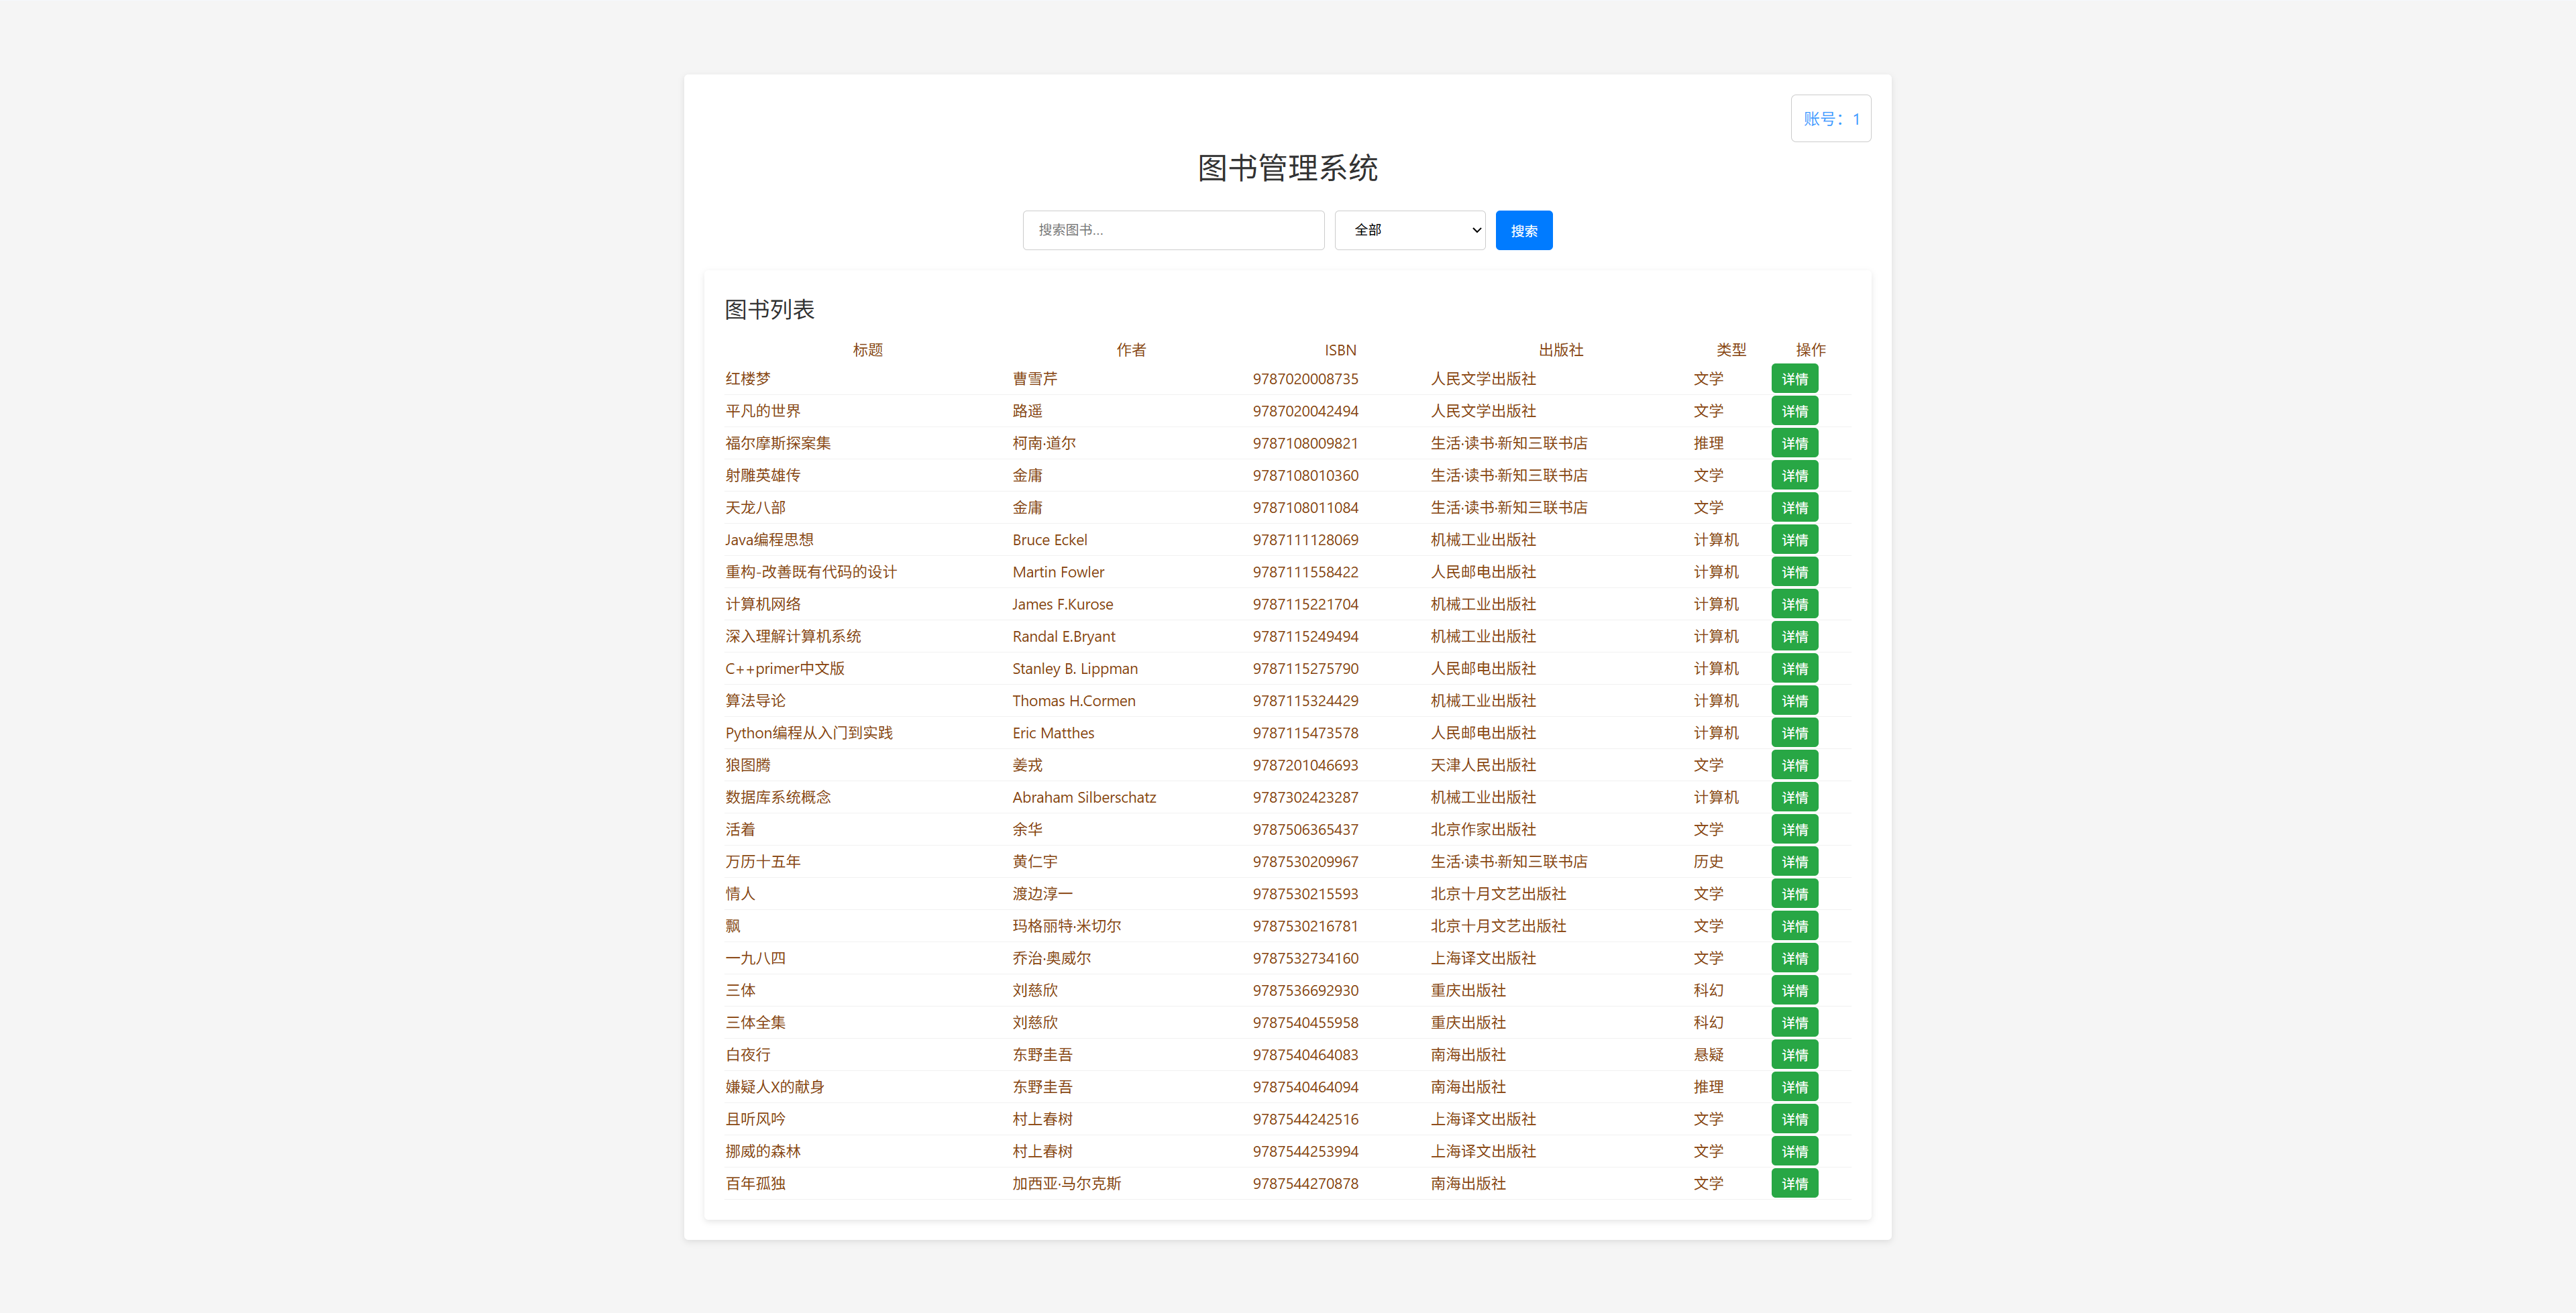 账号：1
图书管理系统
搜索图书... 全部 搜索
图书列表
标题 作者 ISBN 出版社 类型 操作
红楼梦 曹雪芹 9787020008735 人民文学出版社 文学 详情
平凡的世界 路遥 9787020042494 人民文学出版社 文学 详情
福尔摩斯探案集 柯南·道尔 9787108009821 生活·读书·新知三联书店 推理 详情
射雕英雄传 金庸 9787108010360 生活·读书·新知三联书店 文学 详情
天龙八部 金庸 9787108011084 生活·读书·新知三联书店 文学 详情
Java编程思想 Bruce Eckel 9787111128069 机械工业出版社 计算机 详情
重构-改善既有代码的设计 Martin Fowler 9787111558422 人民邮电出版社 计算机 详情
计算机网络 James F.Kurose 9787115221704 机械工业出版社 计算机 详情
深入理解计算机系统 Randal E.Bryant 9787115249494 机械工业出版社 计算机 详情
C++primer中文版 Stanley B. Lippman 9787115275790 人民邮电出版社 计算机 详情
算法导论 Thomas H.Cormen 9787115324429 机械工业出版社 计算机 详情
Python编程从入门到实践 Eric Matthes 9787115473578 人民邮电出版社 计算机 详情
狼图腾 姜戎 9787201046693 天津人民出版社 文学 详情
数据库系统概念 Abraham Silberschatz 9787302423287 机械工业出版社 计算机 详情
活着 余华 9787506365437 北京作家出版社 文学 详情
万历十五年 黄仁宇 9787530209967 生活·读书·新知三联书店 历史 详情
情人 渡边淳一 9787530215593 北京十月文艺出版社 文学 详情
飘 玛格丽特·米切尔 9787530216781 北京十月文艺出版社 文学 详情
一九八四 乔治·奥威尔 9787532734160 上海译文出版社 文学 详情
三体 刘慈欣 9787536692930 重庆出版社 科幻 详情
三体全集 刘慈欣 9787540455958 重庆出版社 科幻 详情
白夜行 东野圭吾 9787540464083 南海出版社 悬疑 详情
嫌疑人X的献身 东野圭吾 9787540464094 南海出版社 推理 详情
且听风吟 村上春树 9787544242516 上海译文出版社 文学 详情
挪威的森林 村上春树 9787544253994 上海译文出版社 文学 详情
百年孤独 加西亚·马尔克斯 9787544270878 南海出版社 文学 详情